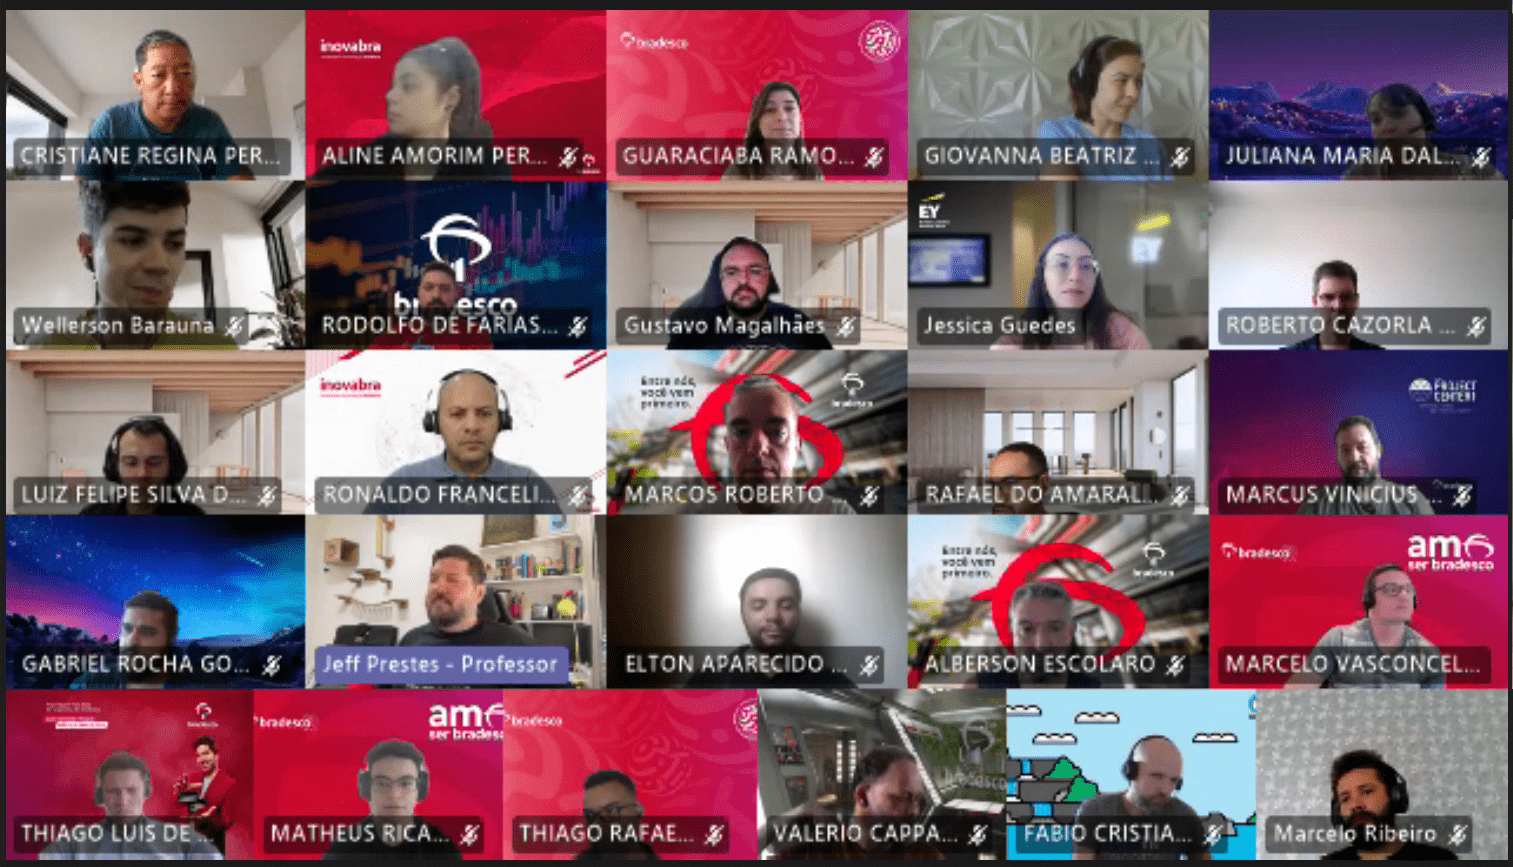 inovabra
bradesco
CRISTIANE REGINA PER...
ALINE AMORIM PER...
GUARACIABA RAMO...
GIOVANNA BEATRIZ ...
JULIANA MARIA DAL...
EY
bradesco
Wellerson Barauna
RODOLFO DE FARIAS...
Gustavo Magalhães
Jessica Guedes
ROBERTO CAZORLA ...
inovabra
Entre nós,
você vem
primeiro.
bradesco
PROJECT
CENTER
LUIZ FELIPE SILVA D...
RONALDO FRANCELI...
MARCOS ROBERTO ...
RAFAEL DO AMARAL...
MARCUS VINICIUS ...
Entre nós,
você vem
primeiro.
bradesco
bradesco
am
ser bradesco
GABRIEL ROCHA GO...
Jeff Prestes - Professor
ELTON APARECIDO ...
ALBERSON ESCOLARO
MARCELO VASCONCEL...
bradesco
am
ser bradesco
bradesco
bradesco
THIAGO LUIS DE ...
MATHEUS RICA...
THIAGO RAFAE...
VALERIO CAPPA...
FABIO CRISTIA...
Marcelo Ribeiro